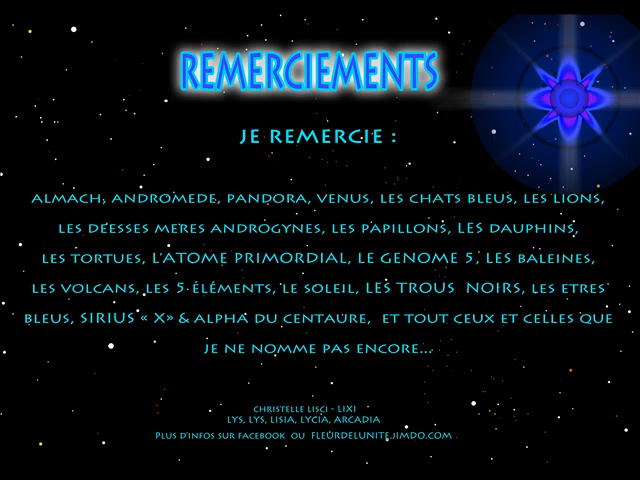 REMERCIEMENTS
JE REMERCIE :
ALMACH, ANDROMEDE, PANDORA, VENUS, LES CHATS BLEUS, LES LIONS,
LES DEESSES MERES ANDROGYNES, LES PAPILLONS, LES DAUPHINS,
LES TORTUES, L'ATOME PRIMORDIAL, LE GENOME 5, LES BALEINES,
LES VOLCANS, LES 5 ÉLÉMENTS, LE SOLEIL, LES TROUS NOIRS, LES ETRES
BLEUS, SIRIUS « X» & ALPHA DU CENTAURE, ET TOUT CEUX ET CELLES QUE
JE NE NOMME PAS ENCORE...
CHRISTELLE LISCI - LIXI
LYS, LYS, LISIA, LYCIA, ARCADIA
PLUS D'INFOS SUR FACEBOOK OU FLEURDELUNITE.JIMDO.COM